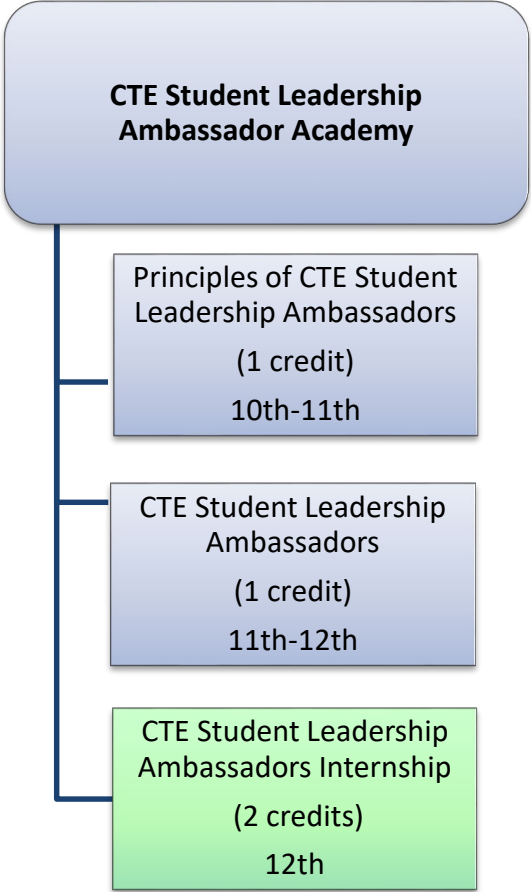 CTE Student Leadership
Ambassador Academy
Principles of CTE Student
Leadership Ambassadors
(1 credit)
10th-11th
CTE Student Leadership
Ambassadors
(1 credit)
11th-12th
CTE Student Leadership
Ambassadors Internship
(2 credits)
12th